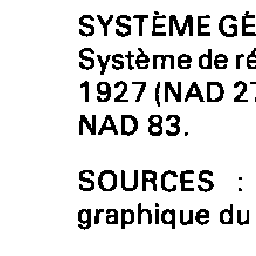 SYSTÈME GÉ
Système de ré
1927 (NAD 27
NAD 83.
SOURCES :
graphique du